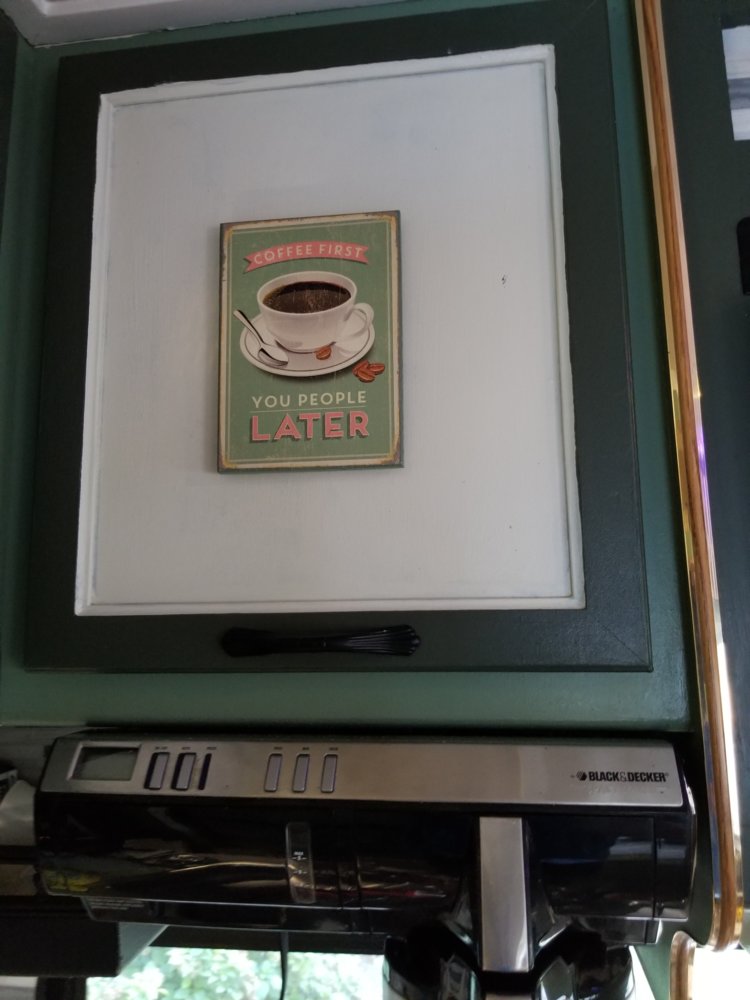 COFFEE FIRST
YOU PEOPLE
LATER
BLACK&DECKER